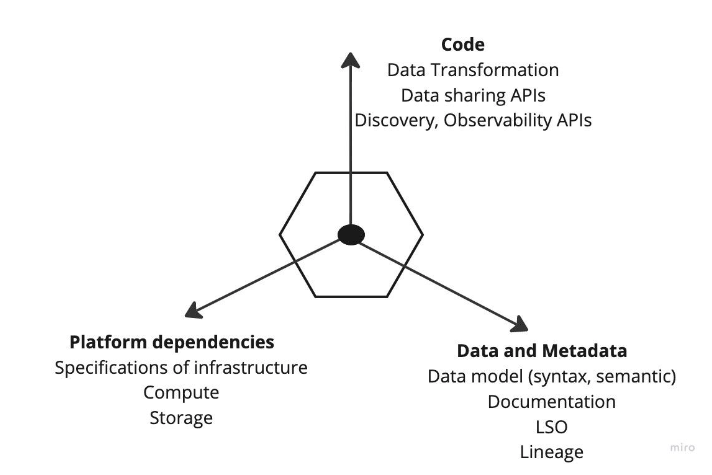 Code
Data Transformation
Data sharing APIs
Discovery, Observability APIs
Platform dependencies
Specifications of infrastructure
Compute
Storage
Data and Metadata
Data model (syntax, semantic)
Documentation
LSO
Lineage
miro